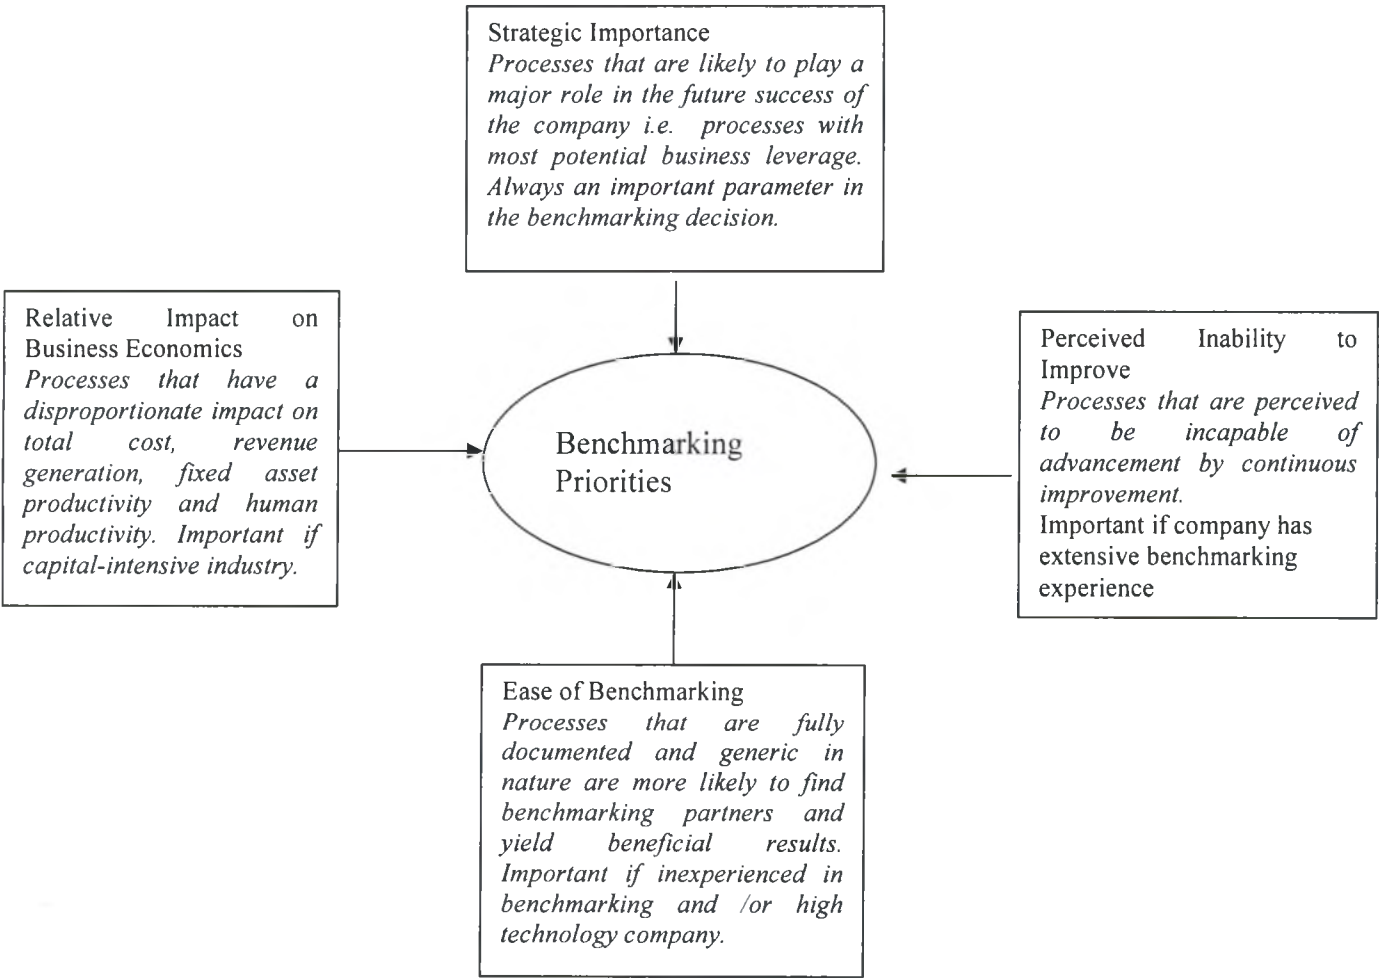 Strategic Importance
Processes that are likely to play a
major role in the future success of
the company i.e. processes with
most potential business leverage.
Always an important parameter in
the benchmarking decision.
Relative Impact on
Business Economics
Processes that have a
disproportionate impact on
total cost, revenue
generation, fixed asset
productivity and human
productivity. Important if
capital-intensive industry.
Benchmarking
Priorities
Perceived Inability to
Improve
Processes that are perceived
to be incapable of
advancement by continuous
improvement.
Important if company has
extensive benchmarking
experience
Ease of Benchmarking
Processes that are fully
documented and generic in
nature are more likely to find
benchmarking partners and
yield beneficial results.
Important if inexperienced in
benchmarking and /or high
technology company.